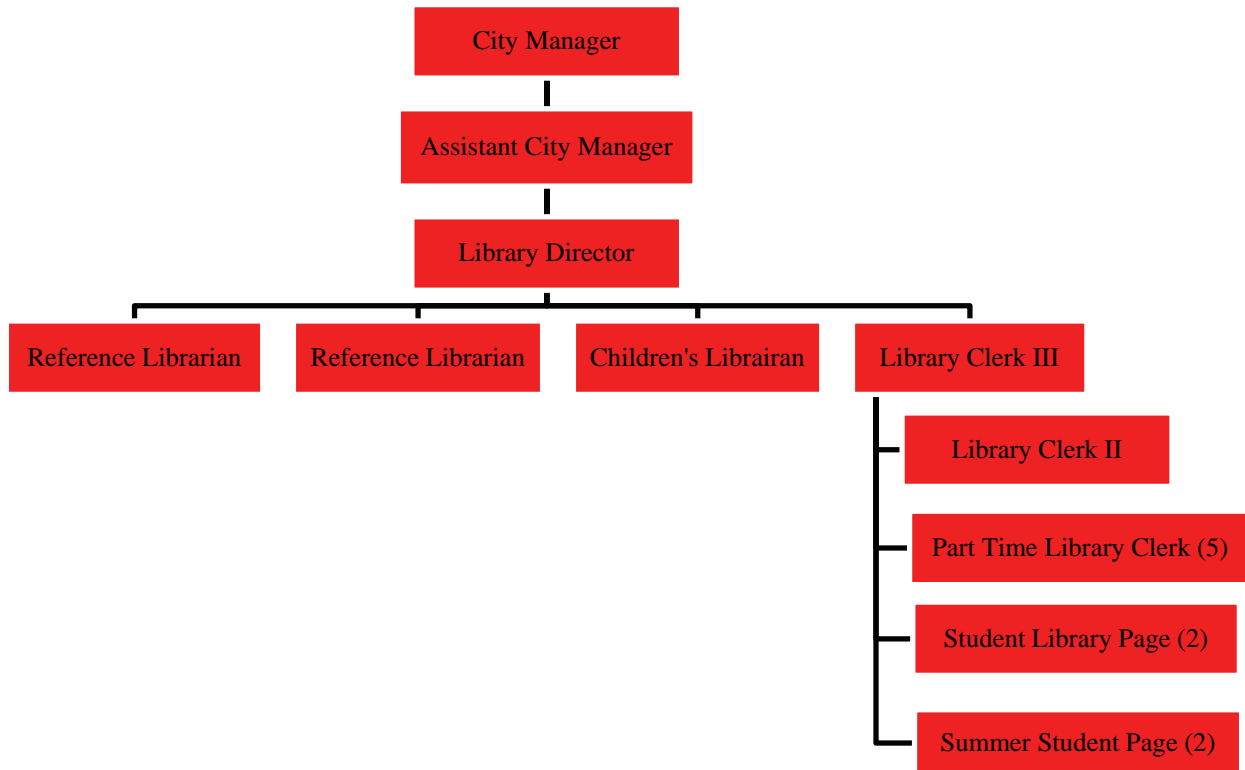 City Manager
Assistant City Manager
Library Director
Reference Librarian
Reference Librarian
Children's Librairan
Library Clerk III
Library Clerk II
Part Time Library Clerk (5)
Student Library Page (2)
Summer Student Page (2)